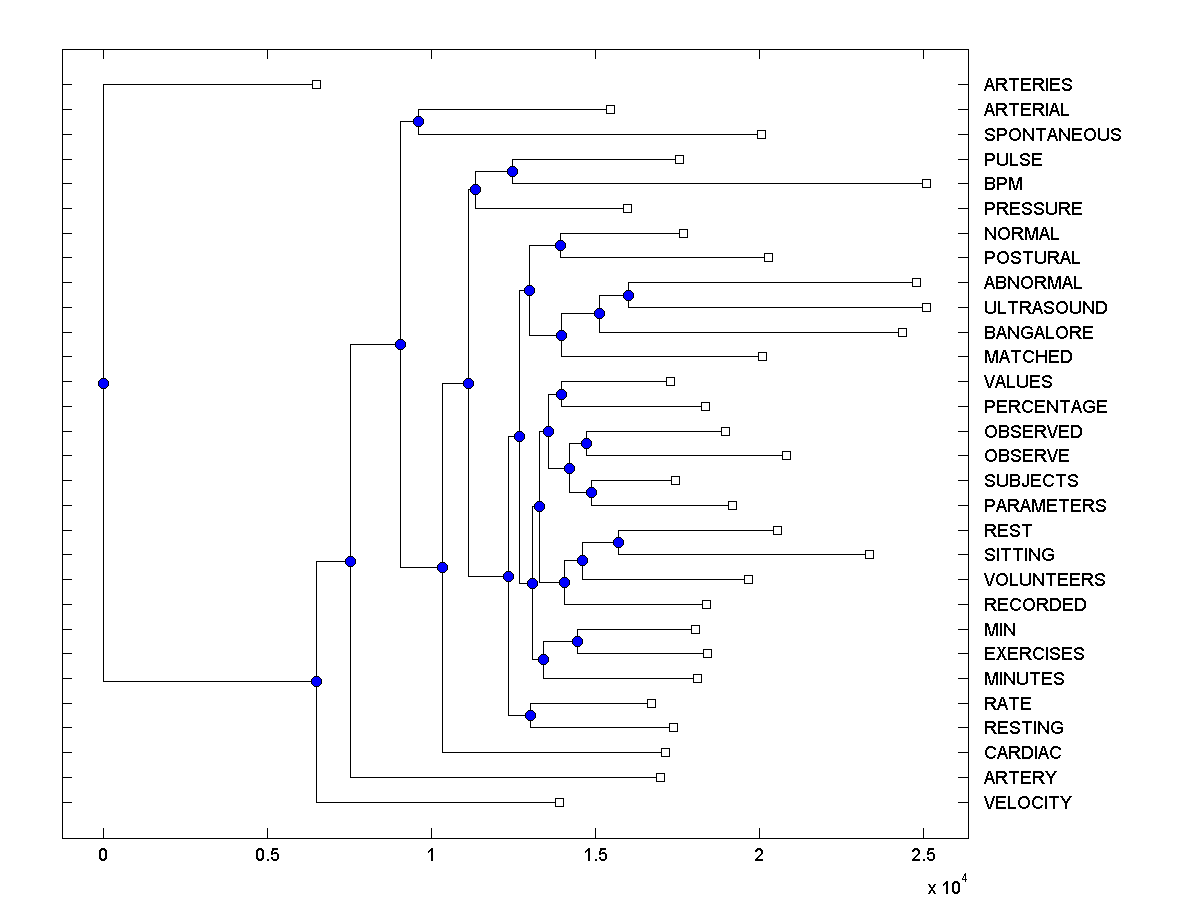 ARTERIES
ARTERIAL
SPONTANEOUS
PULSE
BPM
PRESSURE
NORMAL
POSTURAL
ABNORMAL
ULTRASOUND
BANGALORE
MATCHED
VALUES
PERCENTAGE
OBSERVED
OBSERVE
SUBJECTS
PARAMETERS
REST
SITTING
VOLUNTEERS
RECORDED
MIN
EXERCISES
MINUTES
RATE
RESTING
CARDIAC
ARTERY
VELOCITY
0 0.5 1 1.5 2 2.5
x 10^4